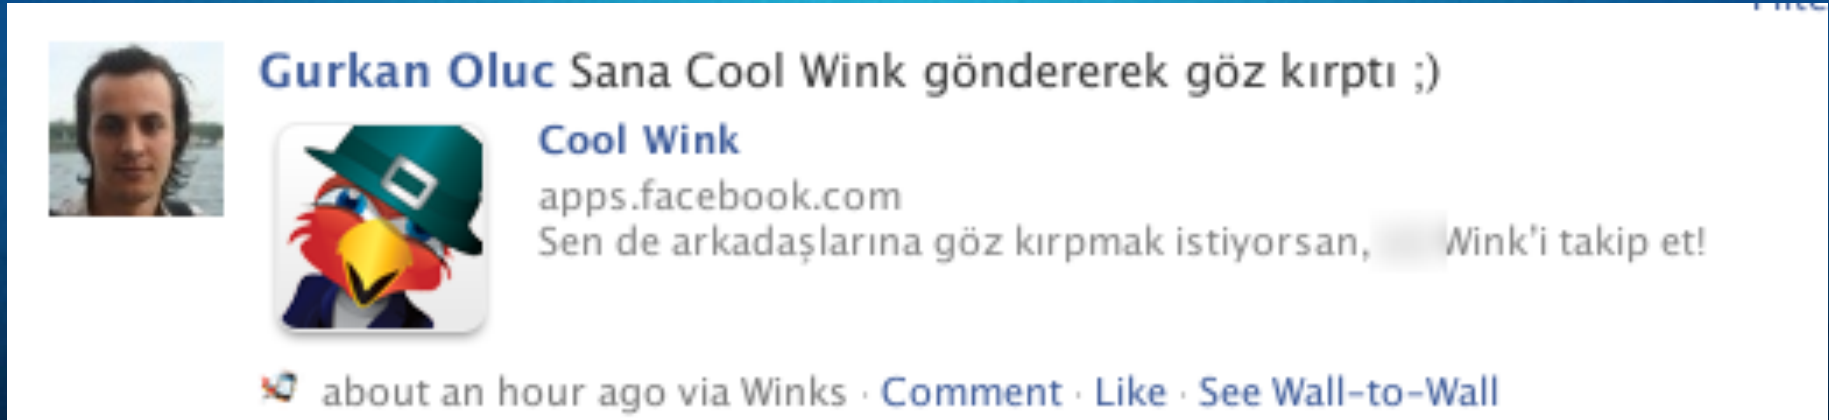 Gurkan Oluc Sana Cool Wink göndererek göz kırptı ;)
Cool Wink
apps.facebook.com
Sen de arkadaşlarına göz kırpmak istiyorsan, Wink'i takip et!
about an hour ago via Winks · Comment · Like · See Wall-to-Wall